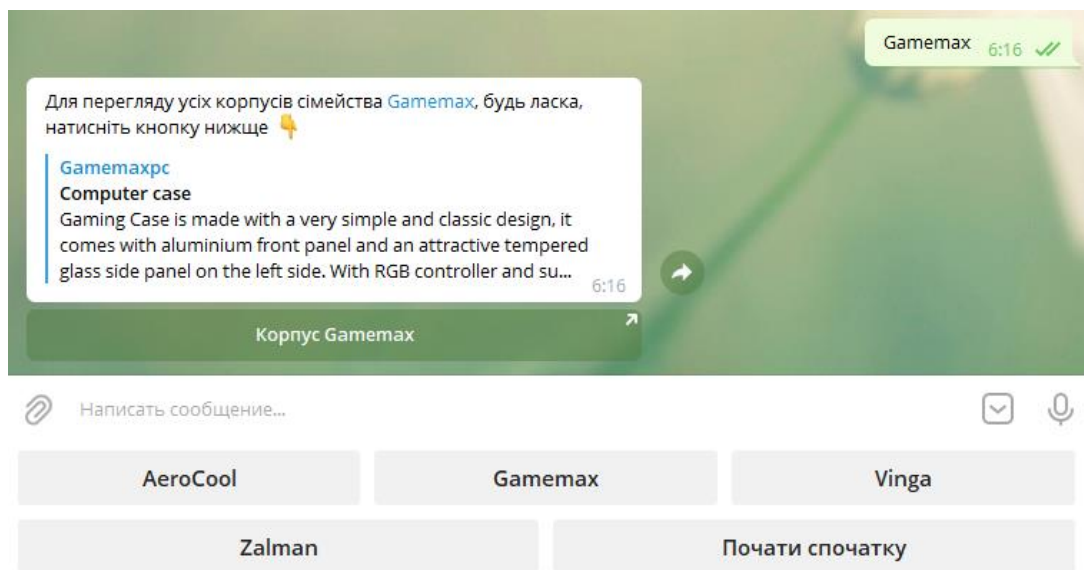 Gamemax 6:16
Для перегляду усіх корпусів сімейства Gamemax, будь ласка,
натисніть кнопку нижще 👇
Gamemaxpc
Computer case
Gaming Case is made with a very simple and classic design, it
comes with aluminium front panel and an attractive tempered
glass side panel on the left side. With RGB controller and su...
6:16
Корпус Gamemax
Написать сообщение...
AeroCool Gamemax Vinga
Zalman Почати спочатку